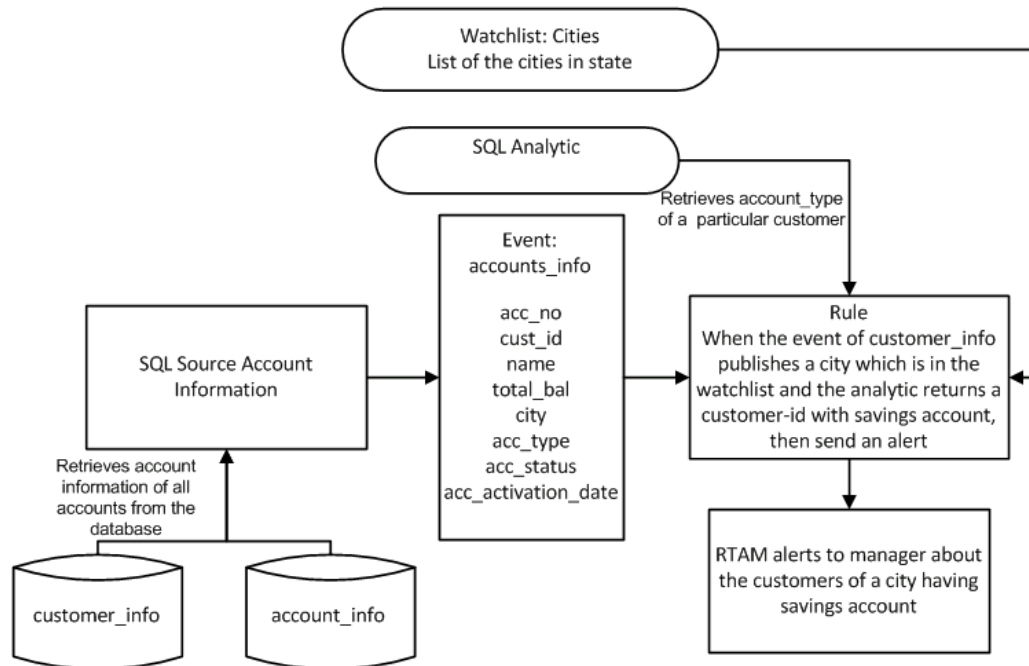 Watchlist: Cities
List of the cities in state
SQL Analytic
Retrieves account_type
of a particular customer
Event:
accounts_info
acc_no
cust_id
name
total_bal
city
acc_type
acc_status
acc_activation_date
SQL Source Account
Information
Rule
When the event of customer_info
publishes a city which is in the
watchlist and the analytic returns a
customer-id with savings account,
then send an alert
Retrieves account
information of all
accounts from the
database
customer_info
account_info
RTAM alerts to manager about
the customers of a city having
savings account